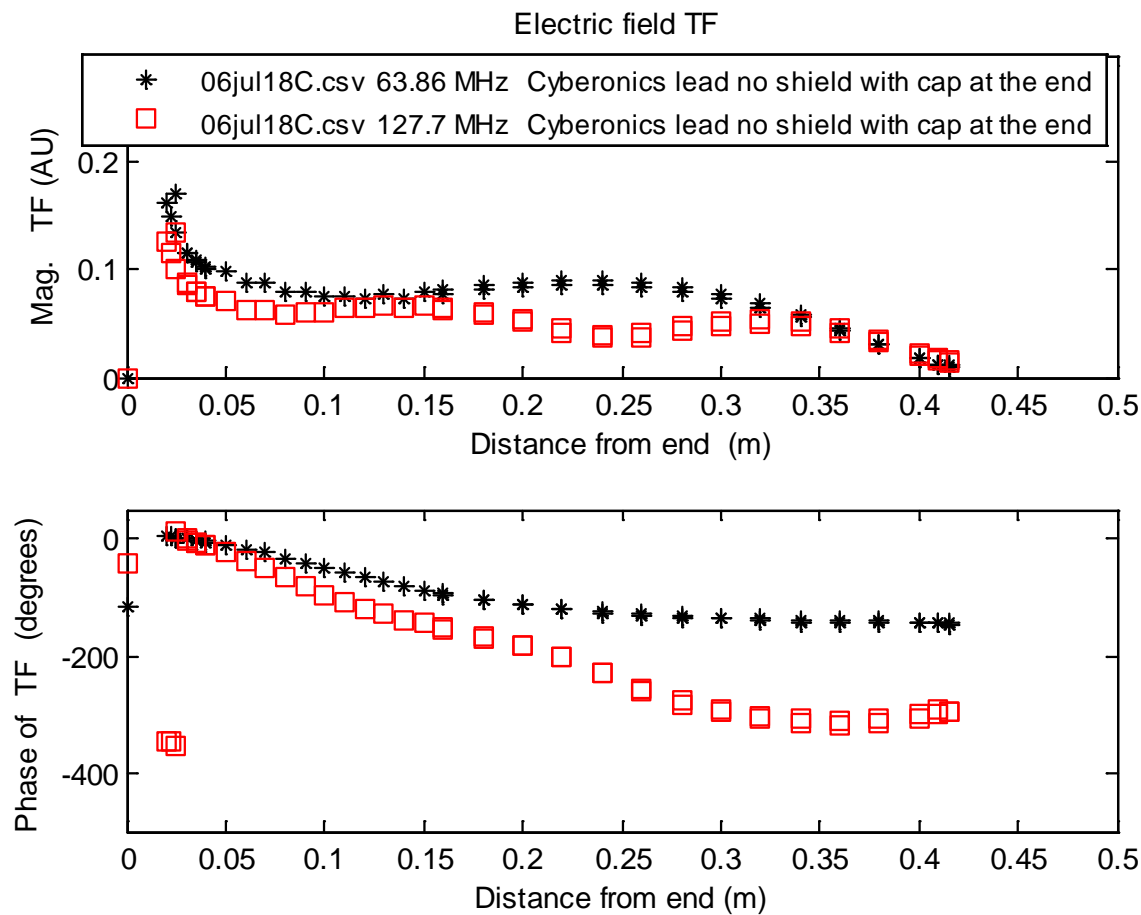 Electric field TF
06jul18C.csv 63.86 MHz Cyberonics lead no shield with cap at the end
06jul18C.csv 127.7 MHz Cyberonics lead no shield with cap at the end
0.2
0.1
0
Mag. TF (AU)
0 0.05 0.1 0.15 0.2 0.25 0.3 0.35 0.4 0.45 0.5
Distance from end (m)
0
-200
-400
Phase of TF (degrees)
0 0.05 0.1 0.15 0.2 0.25 0.3 0.35 0.4 0.45 0.5
Distance from end (m)